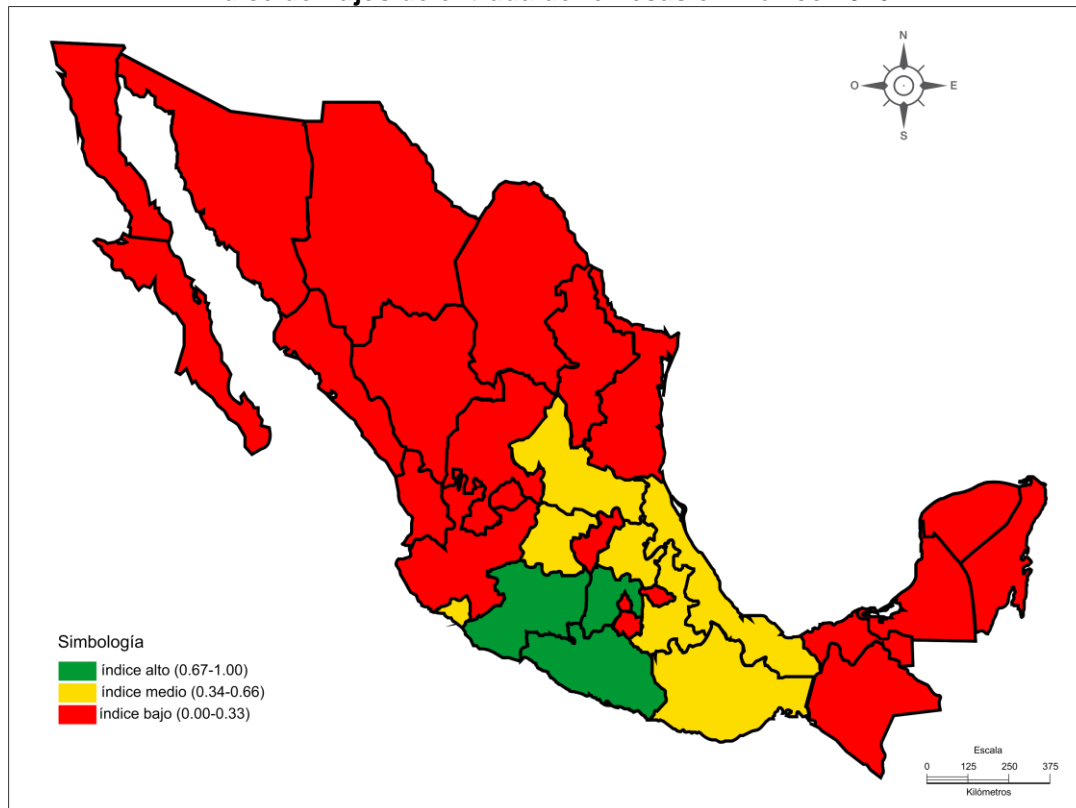 N
O E
S
Simbología
índice alto (0.67-1.00)
índice medio (0.34-0.66)
índice bajo (0.00-0.33)
Escala
0 125 250 375
Kilómetros